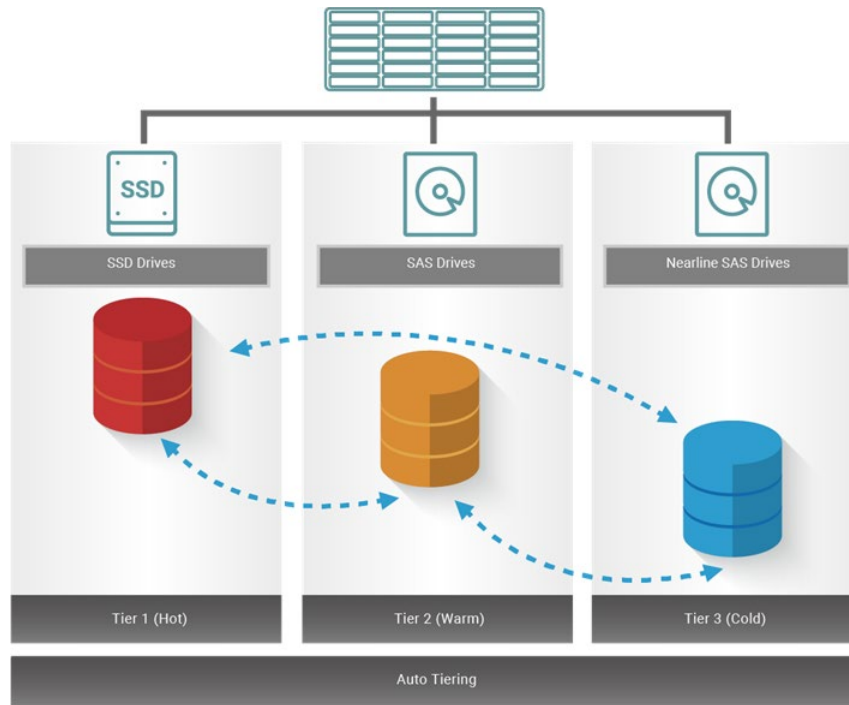 SSD
SSD Drives
SAS Drives
Nearline SAS Drives
Tier 1 (Hot)
Tier 2 (Warm)
Tier 3 (Cold)
Auto Tiering